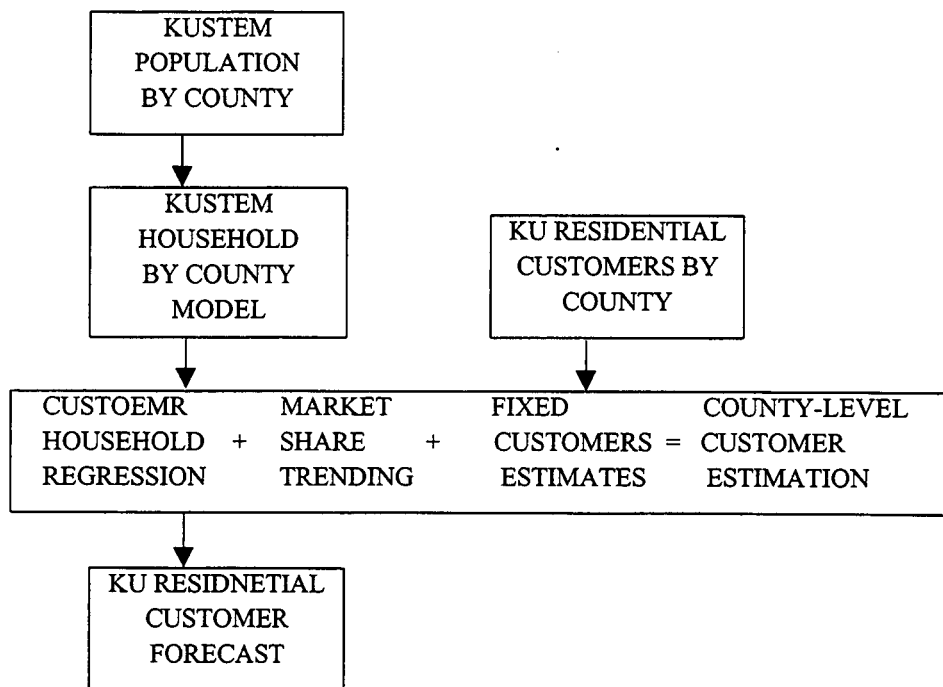 KUSTEM
POPULATION
BY COUNTY
KUSTEM
HOUSEHOLD
BY COUNTY
MODEL
KU RESIDENTIAL
CUSTOMERS BY
COUNTY
CUSTOEMR MARKET FIXED COUNTY-LEVEL
HOUSEHOLD + SHARE + CUSTOMERS = CUSTOMER
REGRESSION TRENDING ESTIMATES ESTIMATION
KU RESIDNETIAL
CUSTOMER
FORECAST